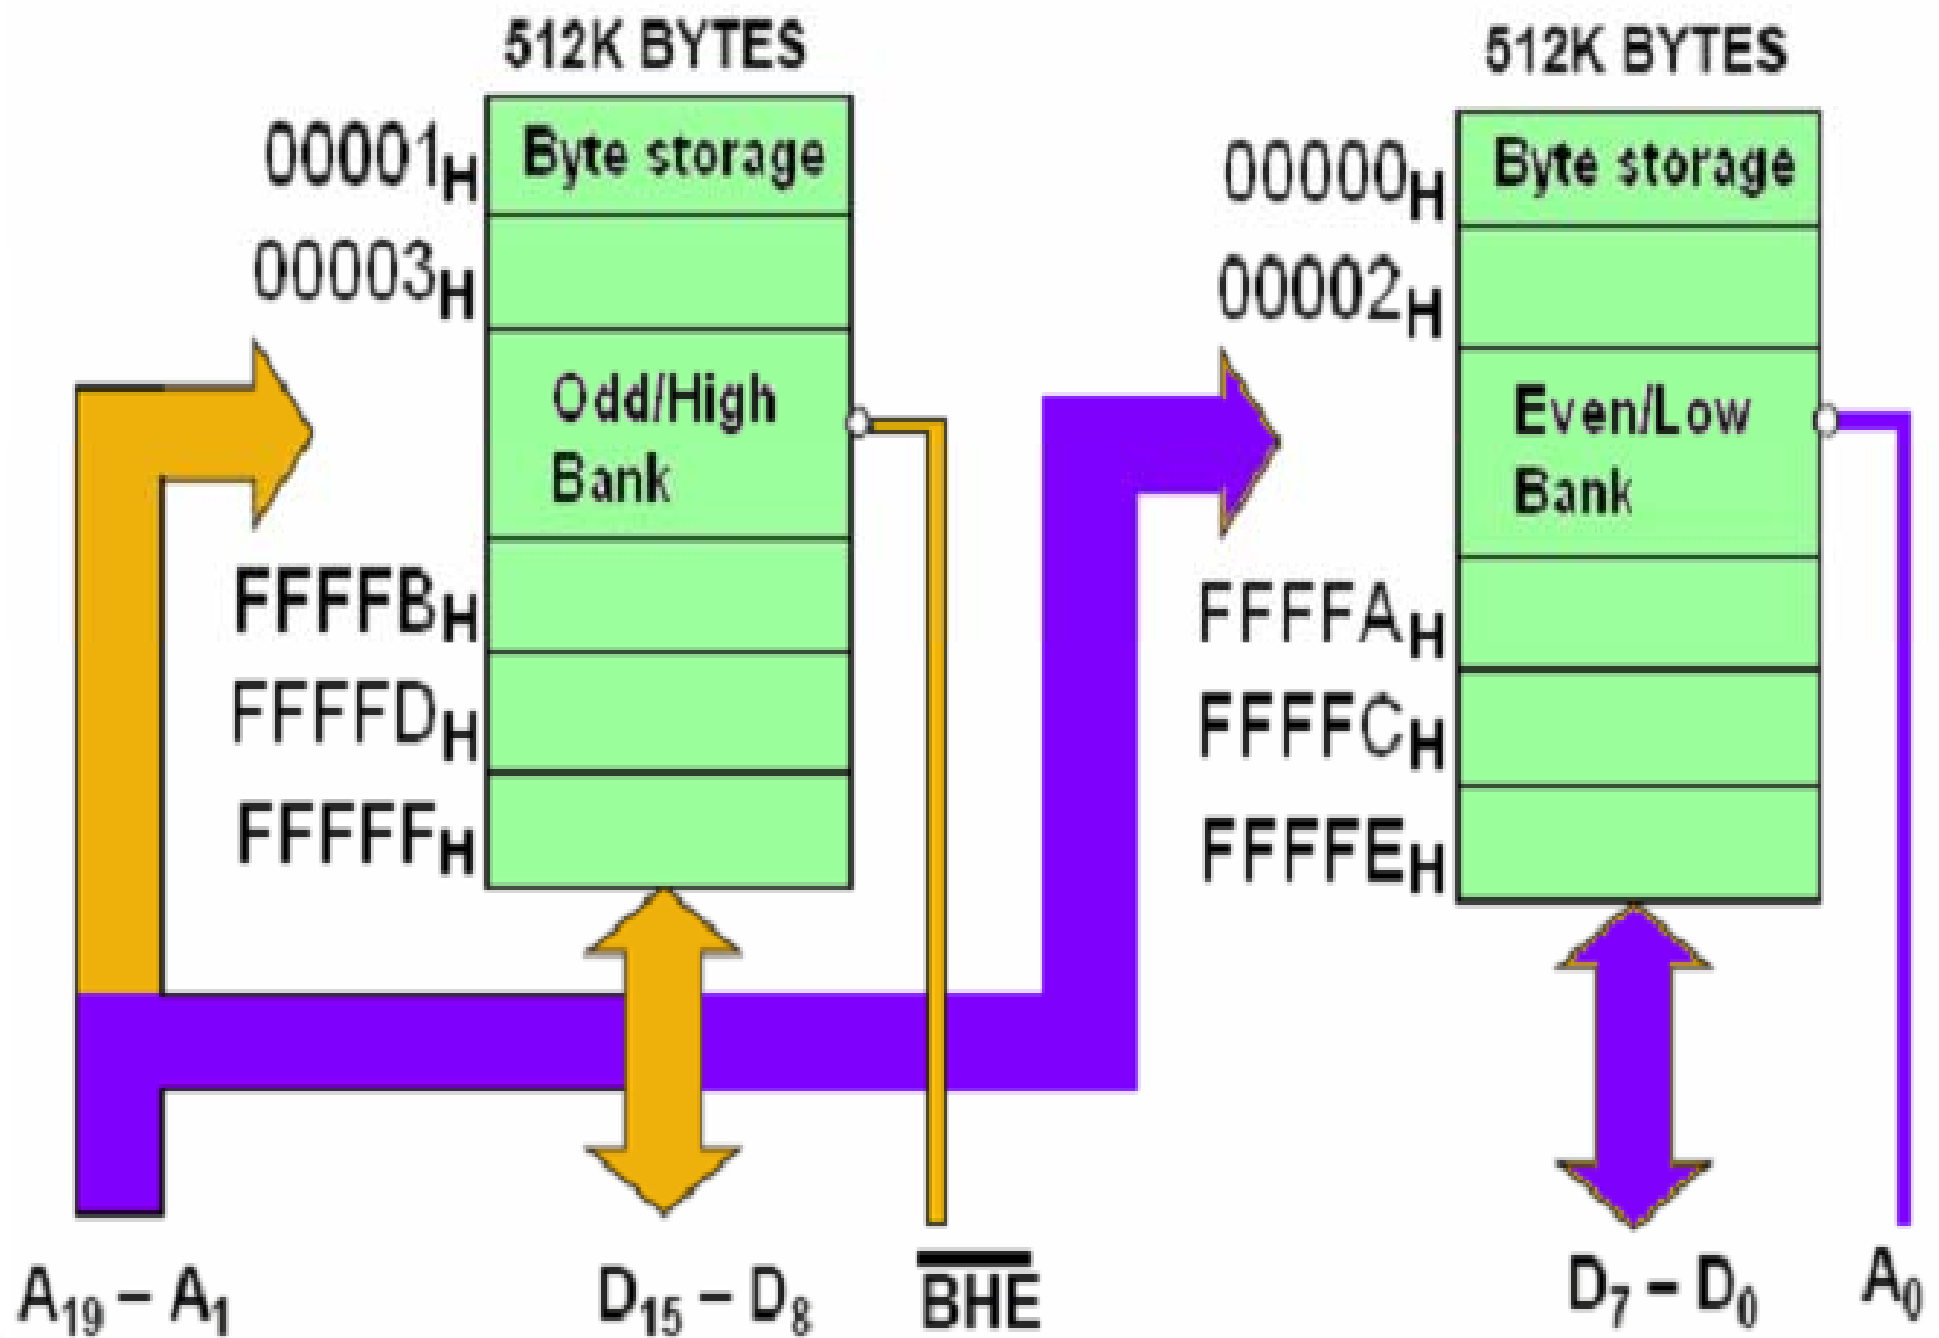 512K BYTES
00001H
Byte storage
00003H
Odd/High
Bank
FFFFBH
FFFFDH
FFFFFH
512K BYTES
00000H
Byte storage
00002H
Even/Low
Bank
FFFFAH
FFFFCH
FFFFEH
A19 – A1
D15 – D8
BHE
D7 – D0
A0